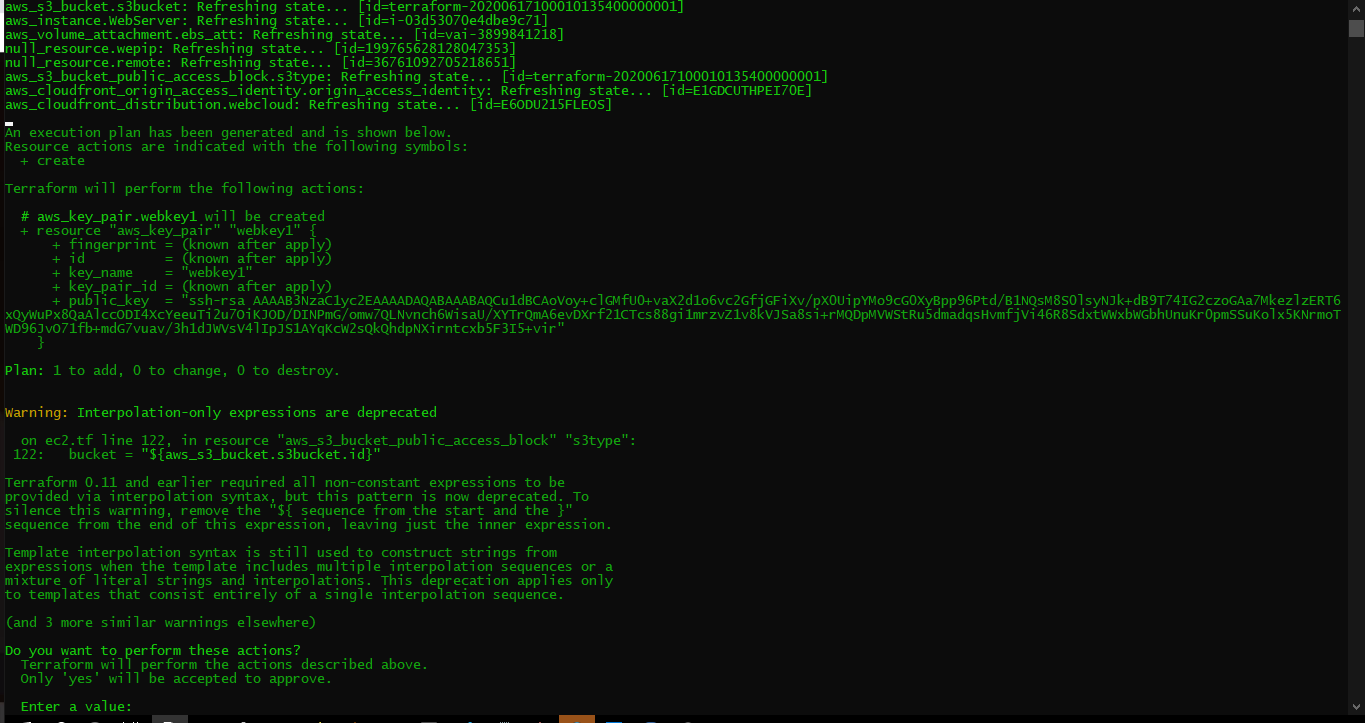 aws_s3_bucket.s3bucket: Refreshing state... [id=terraform-20200617100010135400000001]
aws_instance.WebServer: Refreshing state... [id=i-03d53070e4dbe9c71]
aws_volume_attachment.ebs_att: Refreshing state... [id=vai-3899841218]
null_resource.wepip: Refreshing state... [id=199765628128047353]
null_resource.remote: Refreshing state... [id=36761092705218651]
aws_s3_bucket_public_access_block.s3type: Refreshing state... [id=terraform-20200617100010135400000001]
aws_cloudfront_origin_access_identity.origin_access_identity: Refreshing state... [id=E1GDCUTHPEI7OE]
aws_cloudfront_distribution.webcloud: Refreshing state... [id=E6ODU215FLEOS]
An execution plan has been generated and is shown below.
Resource actions are indicated with the following symbols:
  + create
Terraform will perform the following actions:
  # aws_key_pair.webkey1 will be created
  + resource "aws_key_pair" "webkey1" {
      + fingerprint = (known after apply)
      + id          = (known after apply)
      + key_name    = "webkey1"
      + key_pair_id = (known after apply)
      + public_key  = "ssh-rsa AAAAB3NzaC1yc2EAAAADAQABAAABAQCu1dBCAoVoy+clGMfU0+vaX2d1o6vc2GfjGFiXv/pXOUipYMo9cGOXyBpp96Ptd/B1NQsM8SOlsyNJk+dB9T74IG2czoGAa7MkezlzERT6
xQyWuPx8QaAlccODI4XcYeeuTi2u7OiKJOD/DINPmG/omw7QLNvnch6WisaU/XYTrQmA6evDXrf21CTcs88gi1mrzvZ1v8kVJSa8si+rMQDpMVWStRu5dmadqsHvmfjVi46R8SdxtWWxbWGbhUnuKrOpmSSuKolx5KNrmoT
WD96JvO71fb+mdG7vuav/3h1dJWVsV4lIpJS1AYqKcW2sQkQhdpNXirntcxb5F3I5+vir"
    }
Plan: 1 to add, 0 to change, 0 to destroy.
Warning: Interpolation-only expressions are deprecated
  on ec2.tf line 122, in resource "aws_s3_bucket_public_access_block" "s3type":
 122:   bucket = "${aws_s3_bucket.s3bucket.id}"
Terraform 0.11 and earlier required all non-constant expressions to be
provided via interpolation syntax, but this pattern is now deprecated. To
silence this warning, remove the "${ sequence from the start and the }"
sequence from the end of this expression, leaving just the inner expression.
Template interpolation syntax is still used to construct strings from
expressions when the template includes multiple interpolation sequences or a
mixture of literal strings and interpolations. This deprecation applies only
to templates that consist entirely of a single interpolation sequence.
(and 3 more similar warnings elsewhere)
Do you want to perform these actions?
  Terraform will perform the actions described above.
  Only 'yes' will be accepted to approve.
  Enter a value: